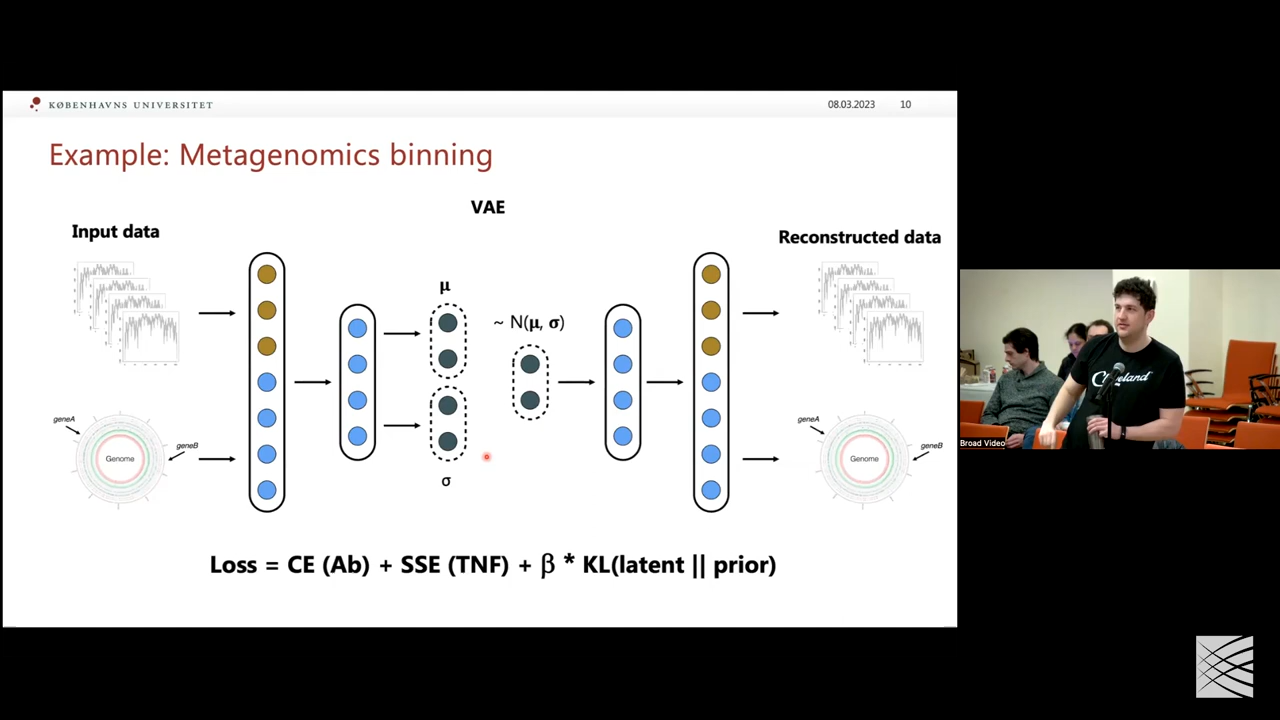 KØBENHAVNS UNIVERSITET
08.03.2023
10
Example: Metagenomics binning
VAE
Input data
Reconstructed data
μ
~ N(μ, σ)
geneA
geneB
Genome
σ
geneA
geneB
Genome
Loss = CE (Ab) + SSE (TNF) + β * KL(latent || prior)
Cleveland
Broad Video